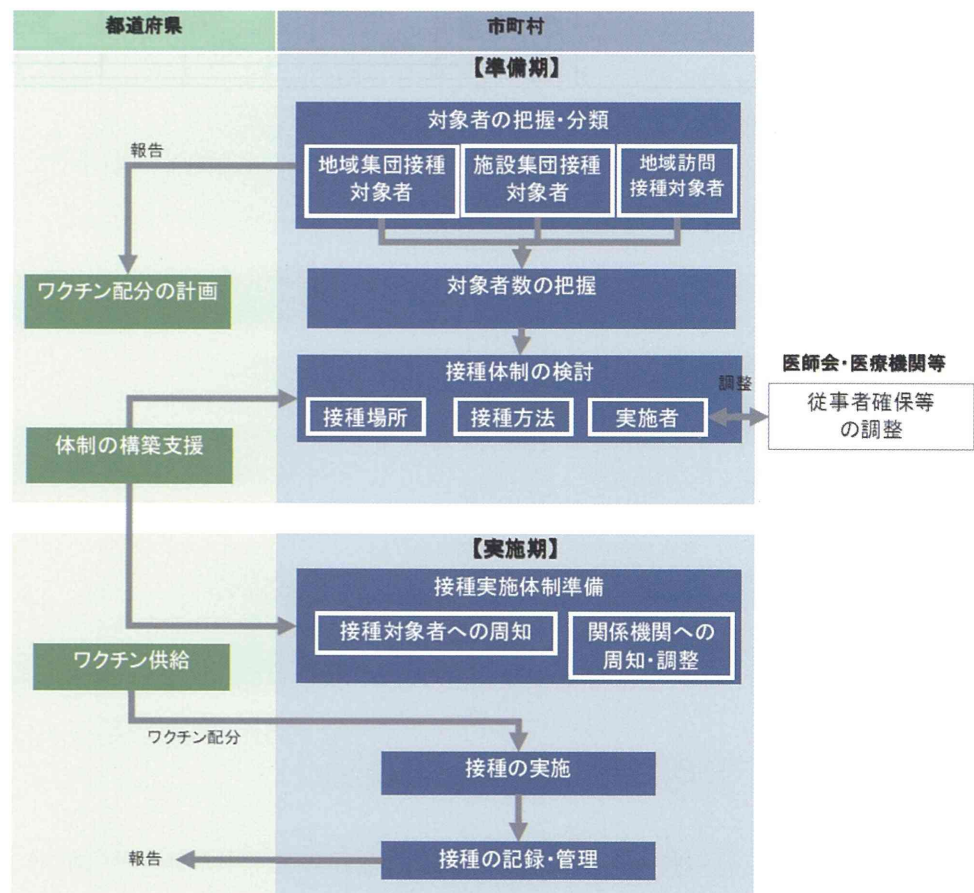 都道府県
市町村
【準備期】
対象者の把握・分類
報告
地域集団接種
対象者
施設集団接種
対象者
地域訪問
接種対象者
ワクチン配分の計画
対象者数の把握
医師会・医療機関等
接種体制の検討
調整
接種場所
接種方法
実施者
従事者確保等
の調整
体制の構築支援
【実施期】
接種実施体制準備
接種対象者への周知
関係機関への
周知・調整
ワクチン供給
ワクチン配分
接種の実施
報告
接種の記録・管理